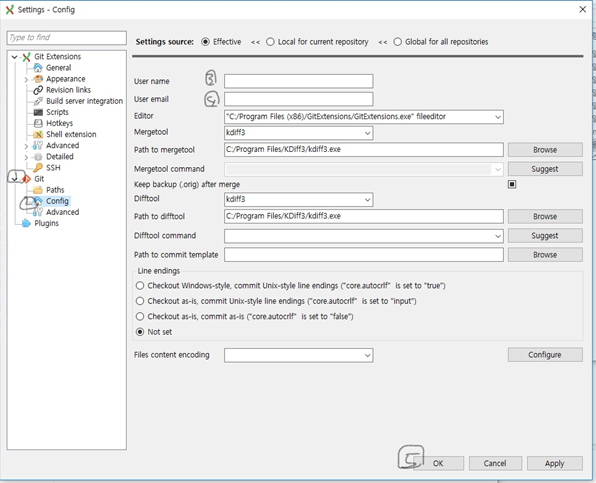 Settings - Config
Type to find
Git Extensions
General
Appearance
Revision links
Build server integration
Scripts
Hotkeys
Shell extension
Advanced
Detailed
SSH
1
Git
Paths
2
Config
Advanced
Plugins
Settings source: Effective << Local for current repository << Global for all repositories
User name 3
User email 4
Editor "C:/Program Files (x86)/GitExtensions/GitExtensions.exe" fileeditor
Mergetool kdiff3
Path to mergetool C:/Program Files/KDiff3/kdiff3.exe Browse
Mergetool command Suggest
Keep backup (.orig) after merge
Difftool kdiff3
Path to difftool C:/Program Files/KDiff3/kdiff3.exe Browse
Difftool command Suggest
Path to commit template Browse
Line endings
Checkout Windows-style, commit Unix-style line endings ("core.autocrlf" is set to "true")
Checkout as-is, commit Unix-style line endings ("core.autocrlf" is set to "input")
Checkout as-is, commit as-is ("core.autocrlf" is set to "false")
Not set
Files content encoding Configure
5 OK Cancel Apply